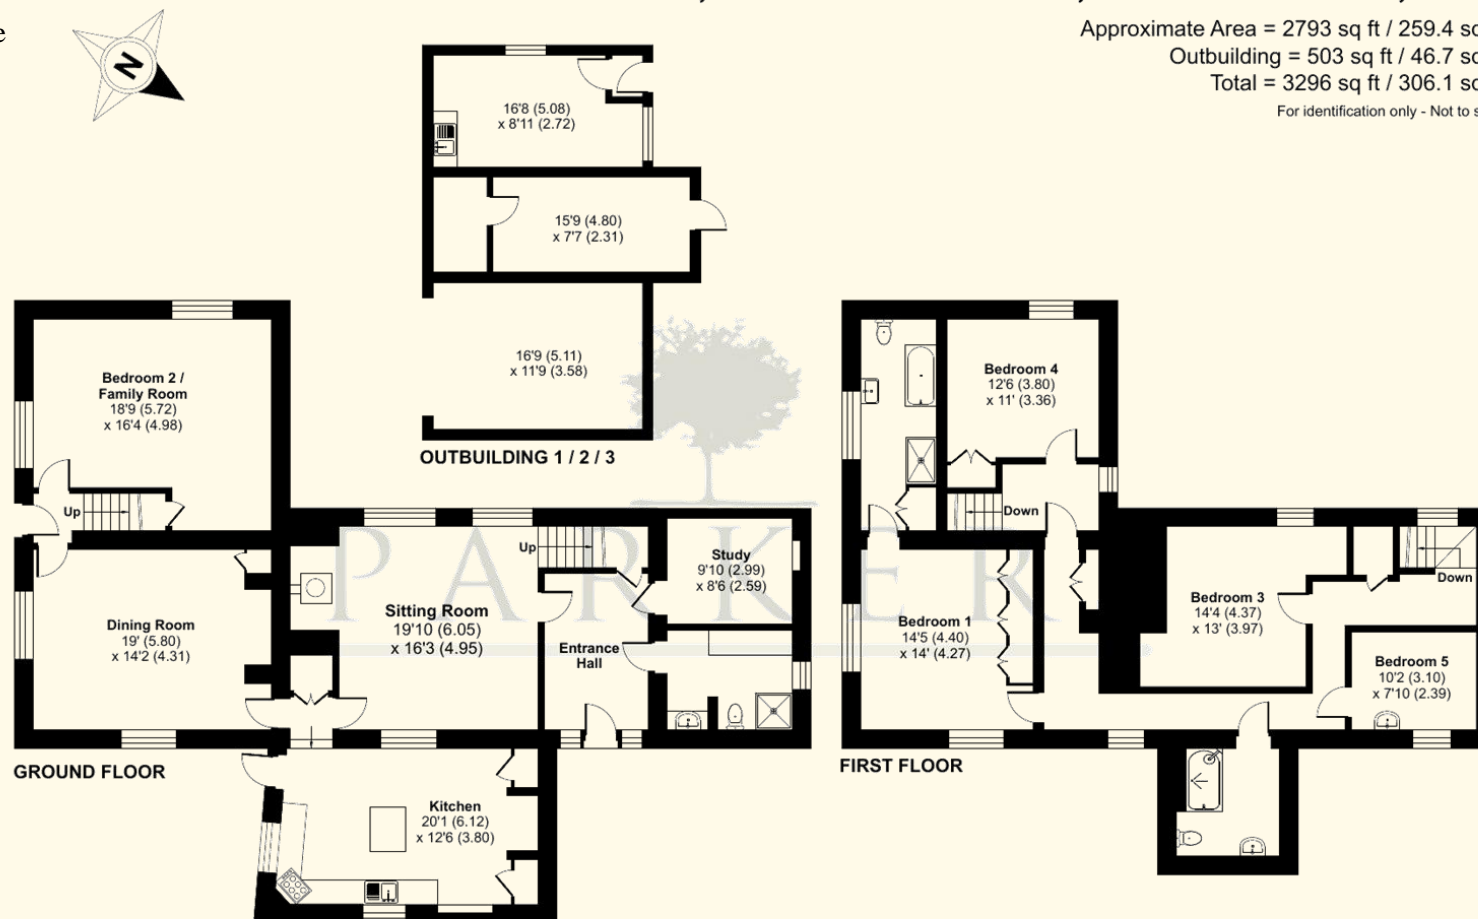 e
N
Approximate Area = 2793 sq ft / 259.4 sq
Outbuilding = 503 sq ft / 46.7 sq
Total = 3296 sq ft / 306.1 sq
For identification only - Not to s
16'8 (5.08)
x 8'11 (2.72)
15'9 (4.80)
x 7'7 (2.31)
16'9 (5.11)
x 11'9 (3.58)
OUTBUILDING 1 / 2 / 3
Bedroom 2 /
Family Room
18'9 (5.72)
x 16'4 (4.98)
Up
Dining Room
19' (5.80)
x 14'2 (4.31)
Sitting Room
19'10 (6.05)
x 16'3 (4.95)
Up
Entrance
Hall
Study
9'10 (2.99)
x 8'6 (2.59)
PARKER
GROUND FLOOR
Kitchen
20'1 (6.12)
x 12'6 (3.80)
Bedroom 4
12'6 (3.80)
x 11' (3.36)
Down
Bedroom 1
14'5 (4.40)
x 14' (4.27)
Bedroom 3
14'4 (4.37)
x 13' (3.97)
Down
Bedroom 5
10'2 (3.10)
x 7'10 (2.39)
FIRST FLOOR